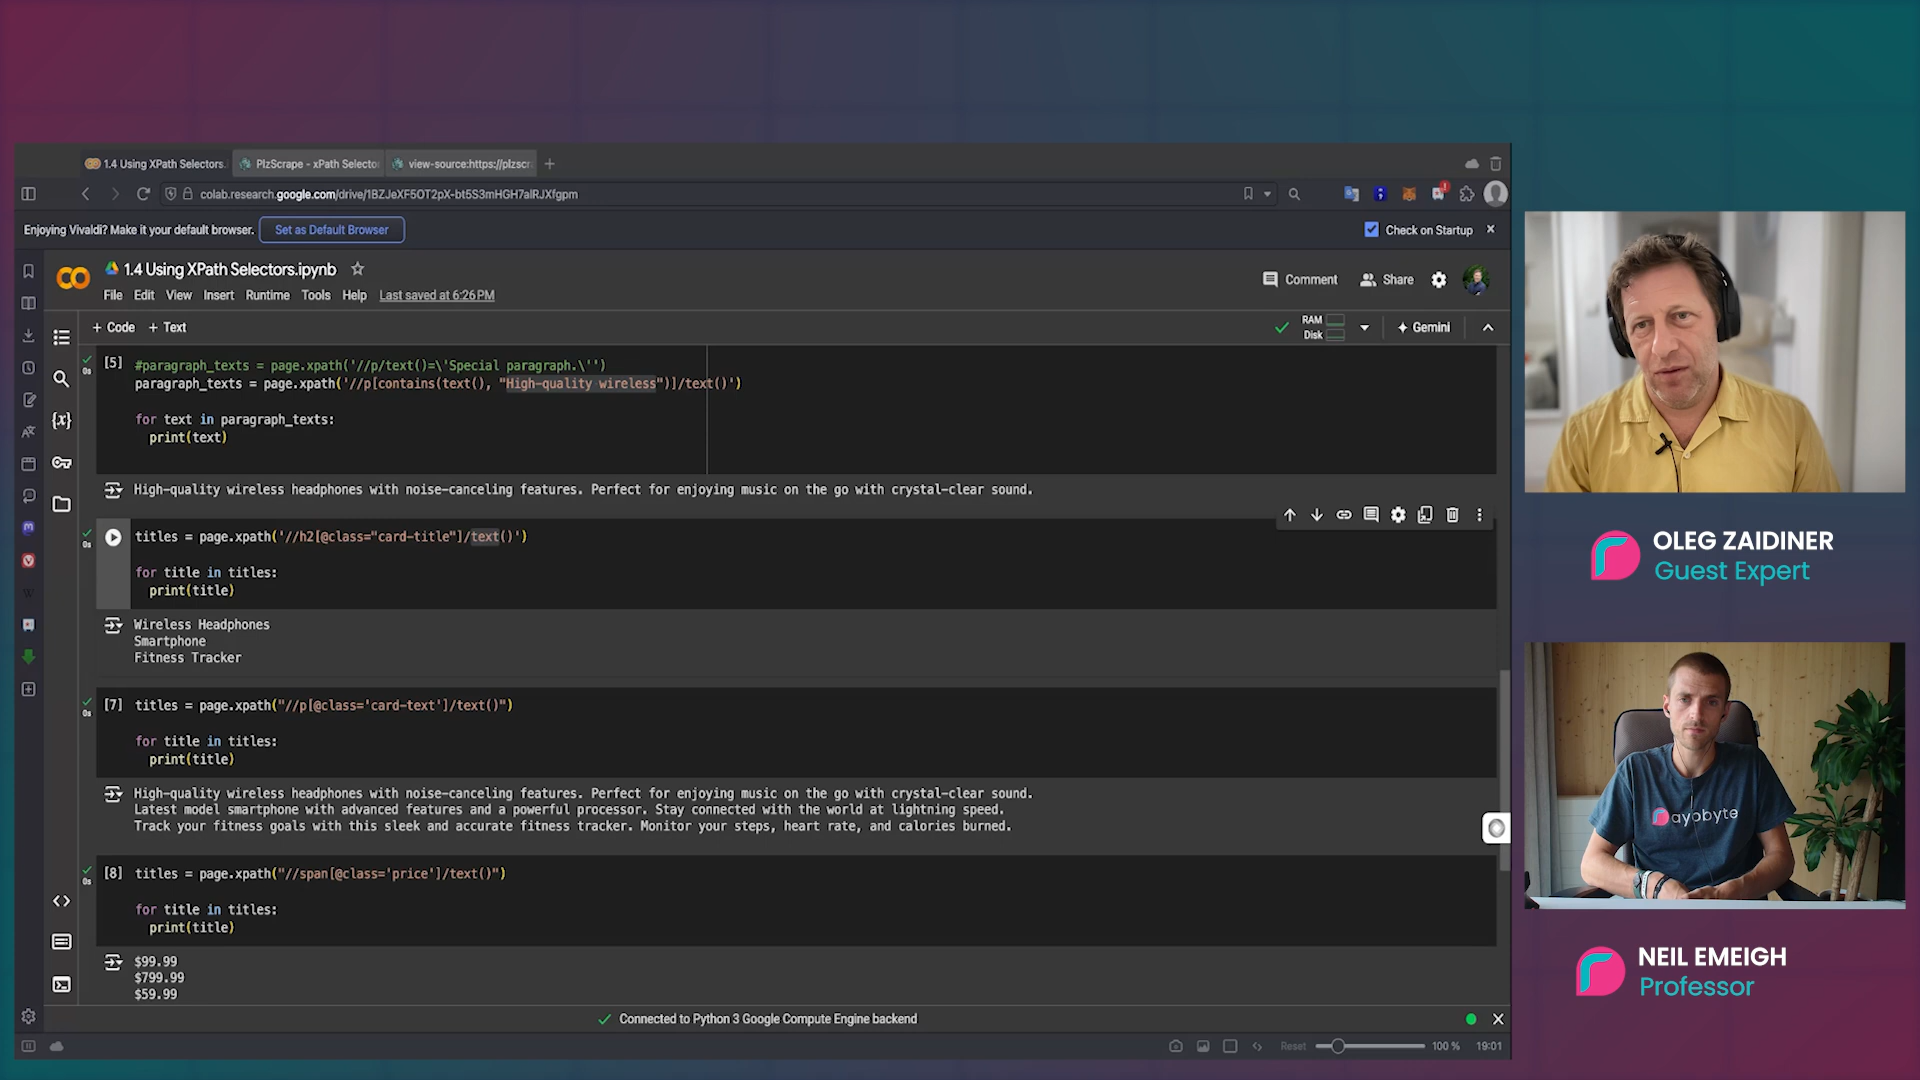 1.4 Using XPath Selectors.
PlzScrape - xPath Selecto
view-source:https://plzscr
colab.research.google.com/drive/1BZJeXF5OT2pX-bt5S3mHGH7alRJXfgpm
Enjoying Vivaldi? Make it your default browser.
Set as Default Browser
Check on Startup
1.4 Using XPath Selectors.ipynb
Comment
Share
File Edit View Insert Runtime Tools Help Last saved at 6:26 PM
+ Code + Text
RAM
Disk
Gemini
[5]
#paragraph_texts = page.xpath('//p/text()=\'Special paragraph.\'')
paragraph_texts = page.xpath('//p[contains(text(), "High-quality wireless")]/text()')
for text in paragraph_texts:
print(text)
0s
High-quality wireless headphones with noise-canceling features. Perfect for enjoying music on the go with crystal-clear sound.
titles = page.xpath('//h2[@class="card-title"]/text()')
0s
for title in titles:
print(title)
Wireless Headphones
Smartphone
Fitness Tracker
[7] titles = page.xpath("//p[@class='card-text']/text()")
0s
for title in titles:
print(title)
High-quality wireless headphones with noise-canceling features. Perfect for enjoying music on the go with crystal-clear sound.
Latest model smartphone with advanced features and a powerful processor. Stay connected with the world at lightning speed.
Track your fitness goals with this sleek and accurate fitness tracker. Monitor your steps, heart rate, and calories burned.
[8] titles = page.xpath("//span[@class='price']/text()")
0s
for title in titles:
print(title)
$99.99
$799.99
$59.99
Connected to Python 3 Google Compute Engine backend
Reset
100 %
19:01
OLEG ZAIDINER
Guest Expert
rayobyte
NEIL EMEIGH
Professor